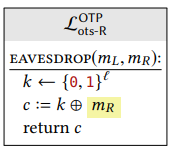 𝓛^OTP_ots-R
EAVESDROP(m_L, m_R):
k ← {0, 1}^ℓ
c := k ⊕ m_R
return c